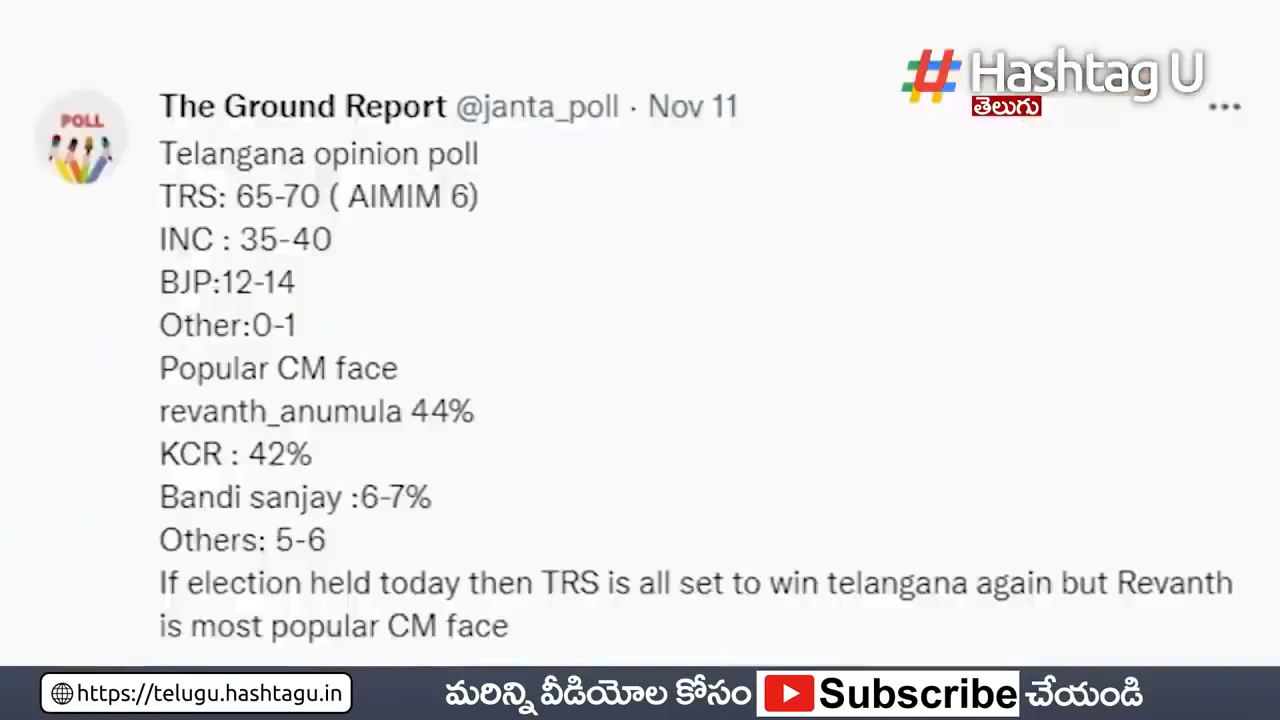 # Hashtag U
తెలుగు
POLL
The Ground Report @janta_poll · Nov 11
Telangana opinion poll
TRS: 65-70 ( AIMIM 6)
INC : 35-40
BJP:12-14
Other:0-1
Popular CM face
revanth_anumula 44%
KCR : 42%
Bandi sanjay :6-7%
Others: 5-6
If election held today then TRS is all set to win telangana again but Revanth
is most popular CM face
https://telugu.hashtagu.in
మరిన్ని వీడియోల కోసం Subscribe చేయండి